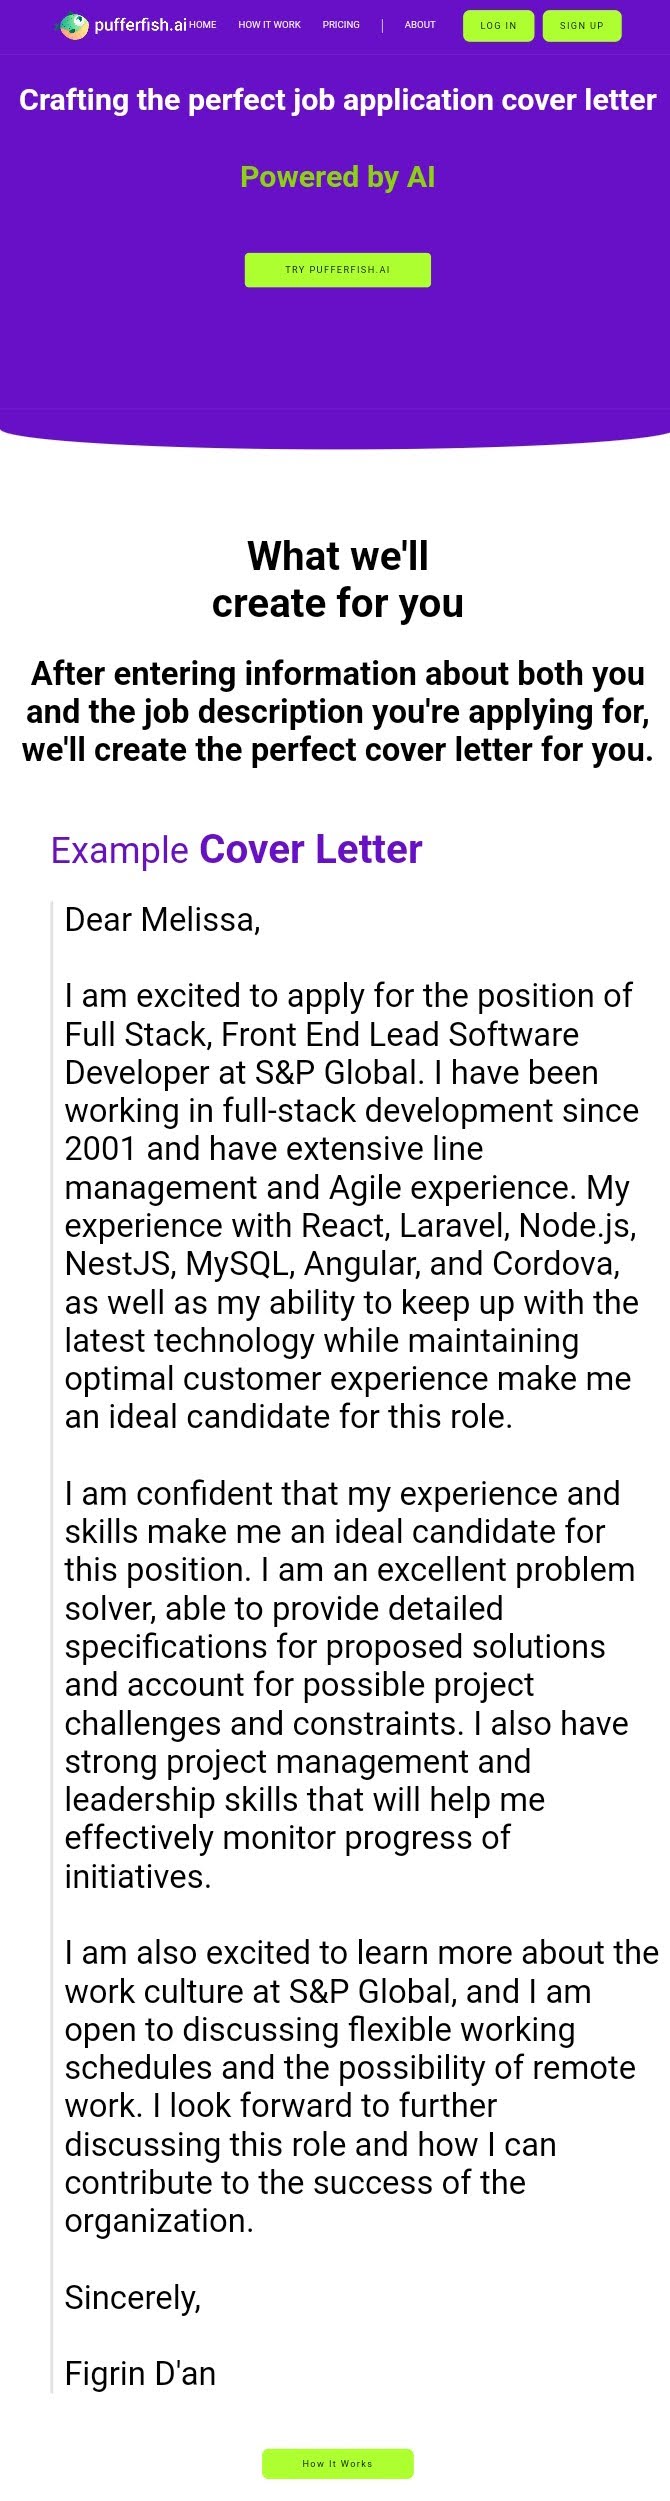 pufferfish.ai HOME HOW IT WORK PRICING | ABOUT LOG IN SIGN UP
Crafting the perfect job application cover letter
Powered by AI
TRY PUFFERFISH.AI
What we'll
create for you
After entering information about both you
and the job description you're applying for,
we'll create the perfect cover letter for you.
Example Cover Letter
Dear Melissa,
I am excited to apply for the position of
Full Stack, Front End Lead Software
Developer at S&P Global. I have been
working in full-stack development since
2001 and have extensive line
management and Agile experience. My
experience with React, Laravel, Node.js,
NestJS, MySQL, Angular, and Cordova,
as well as my ability to keep up with the
latest technology while maintaining
optimal customer experience make me
an ideal candidate for this role.
I am confident that my experience and
skills make me an ideal candidate for
this position. I am an excellent problem
solver, able to provide detailed
specifications for proposed solutions
and account for possible project
challenges and constraints. I also have
strong project management and
leadership skills that will help me
effectively monitor progress of
initiatives.
I am also excited to learn more about the
work culture at S&P Global, and I am
open to discussing flexible working
schedules and the possibility of remote
work. I look forward to further
discussing this role and how I can
contribute to the success of the
organization.
Sincerely,
Figrin D'an
How It Works